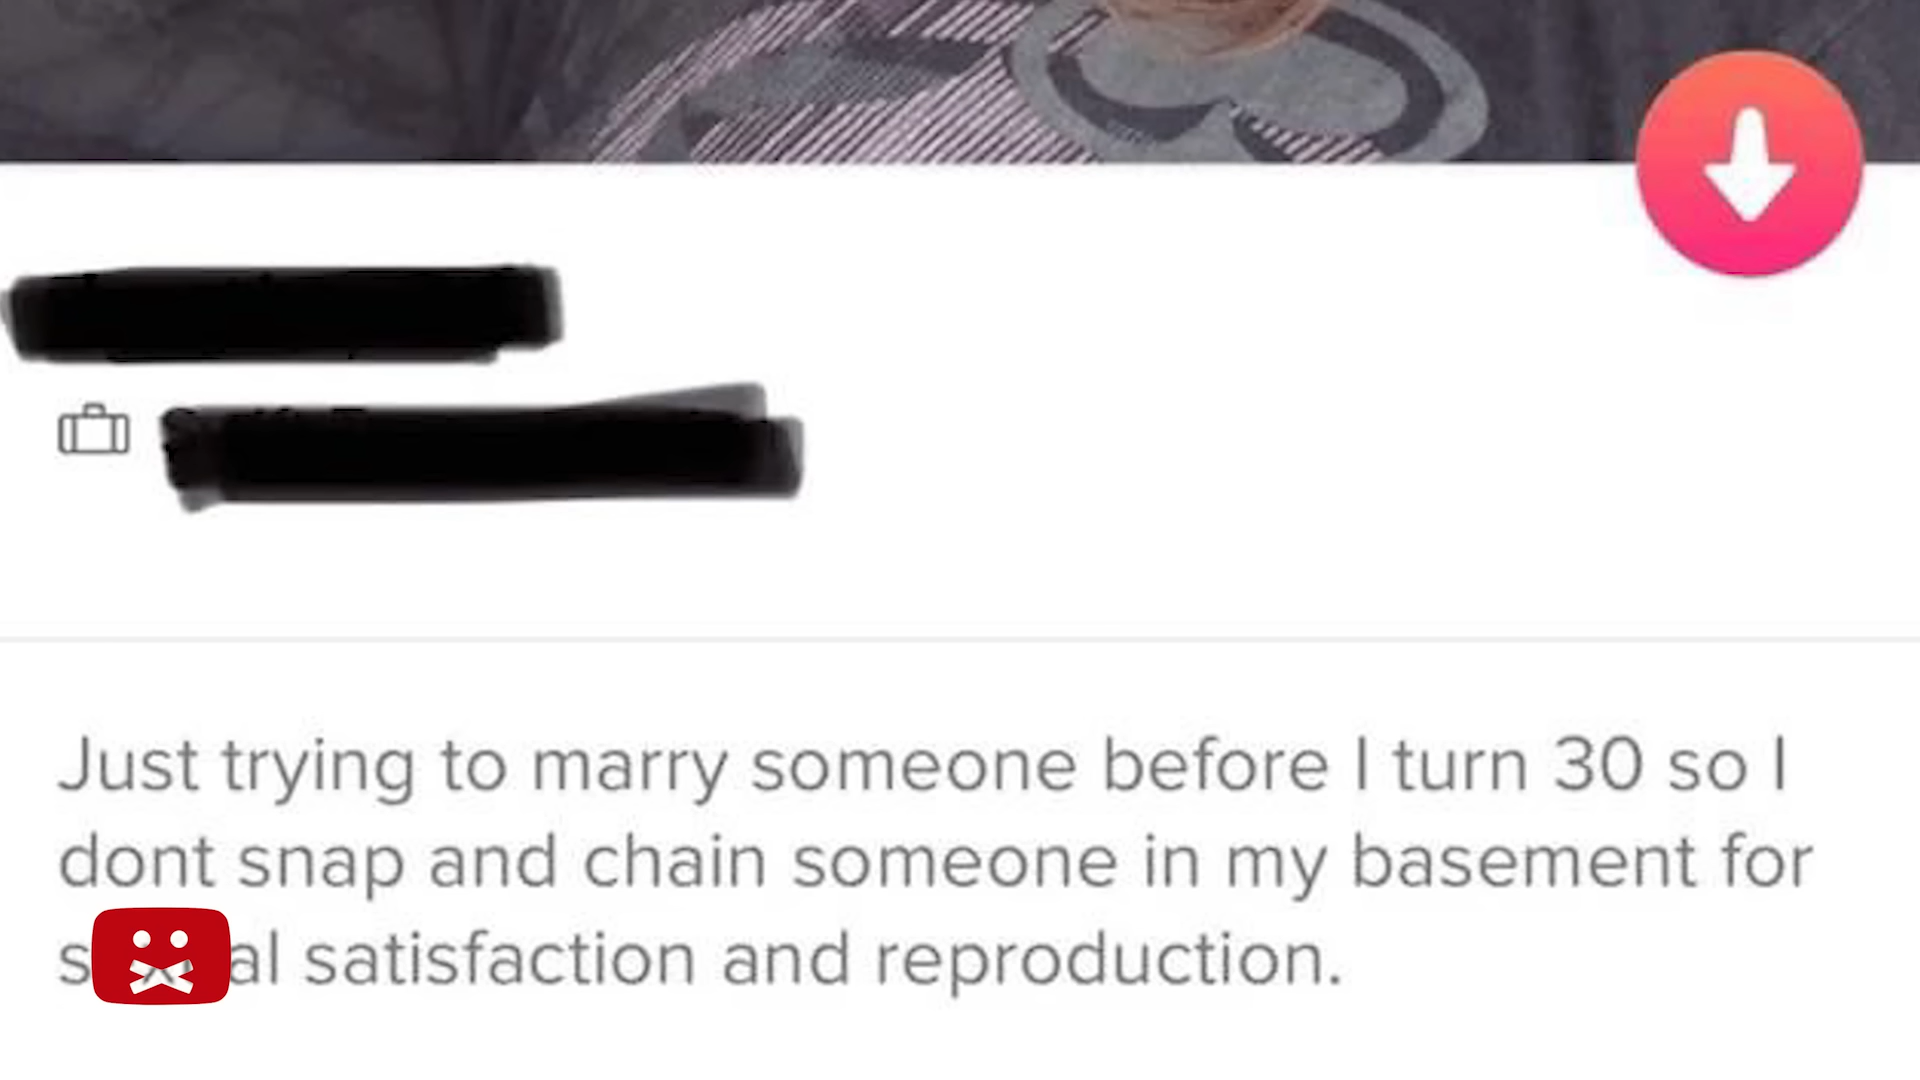 Just trying to marry someone before I turn 30 so I
dont snap and chain someone in my basement for
satisfaction and reproduction.